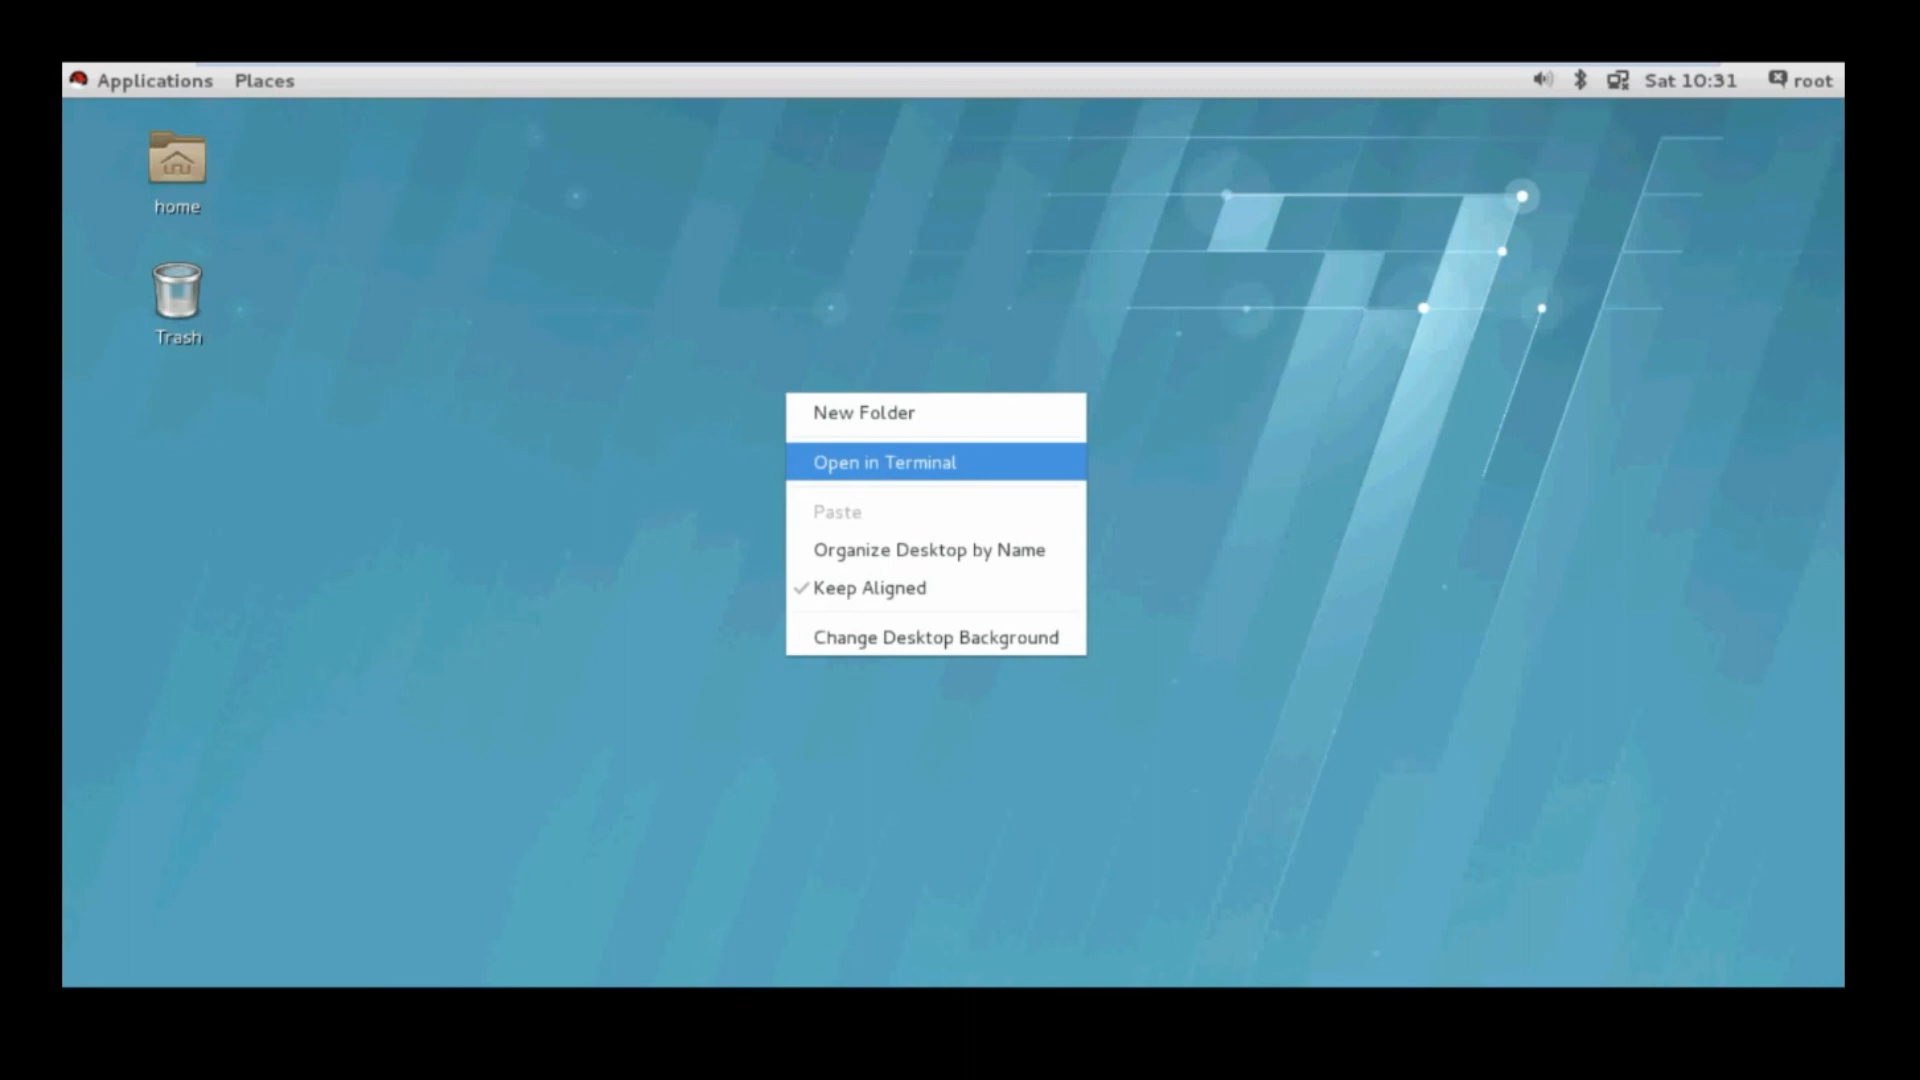 Applications Places Sat 10:31 root
home
Trash
New Folder
Open in Terminal
Paste
Organize Desktop by Name
Keep Aligned
Change Desktop Background